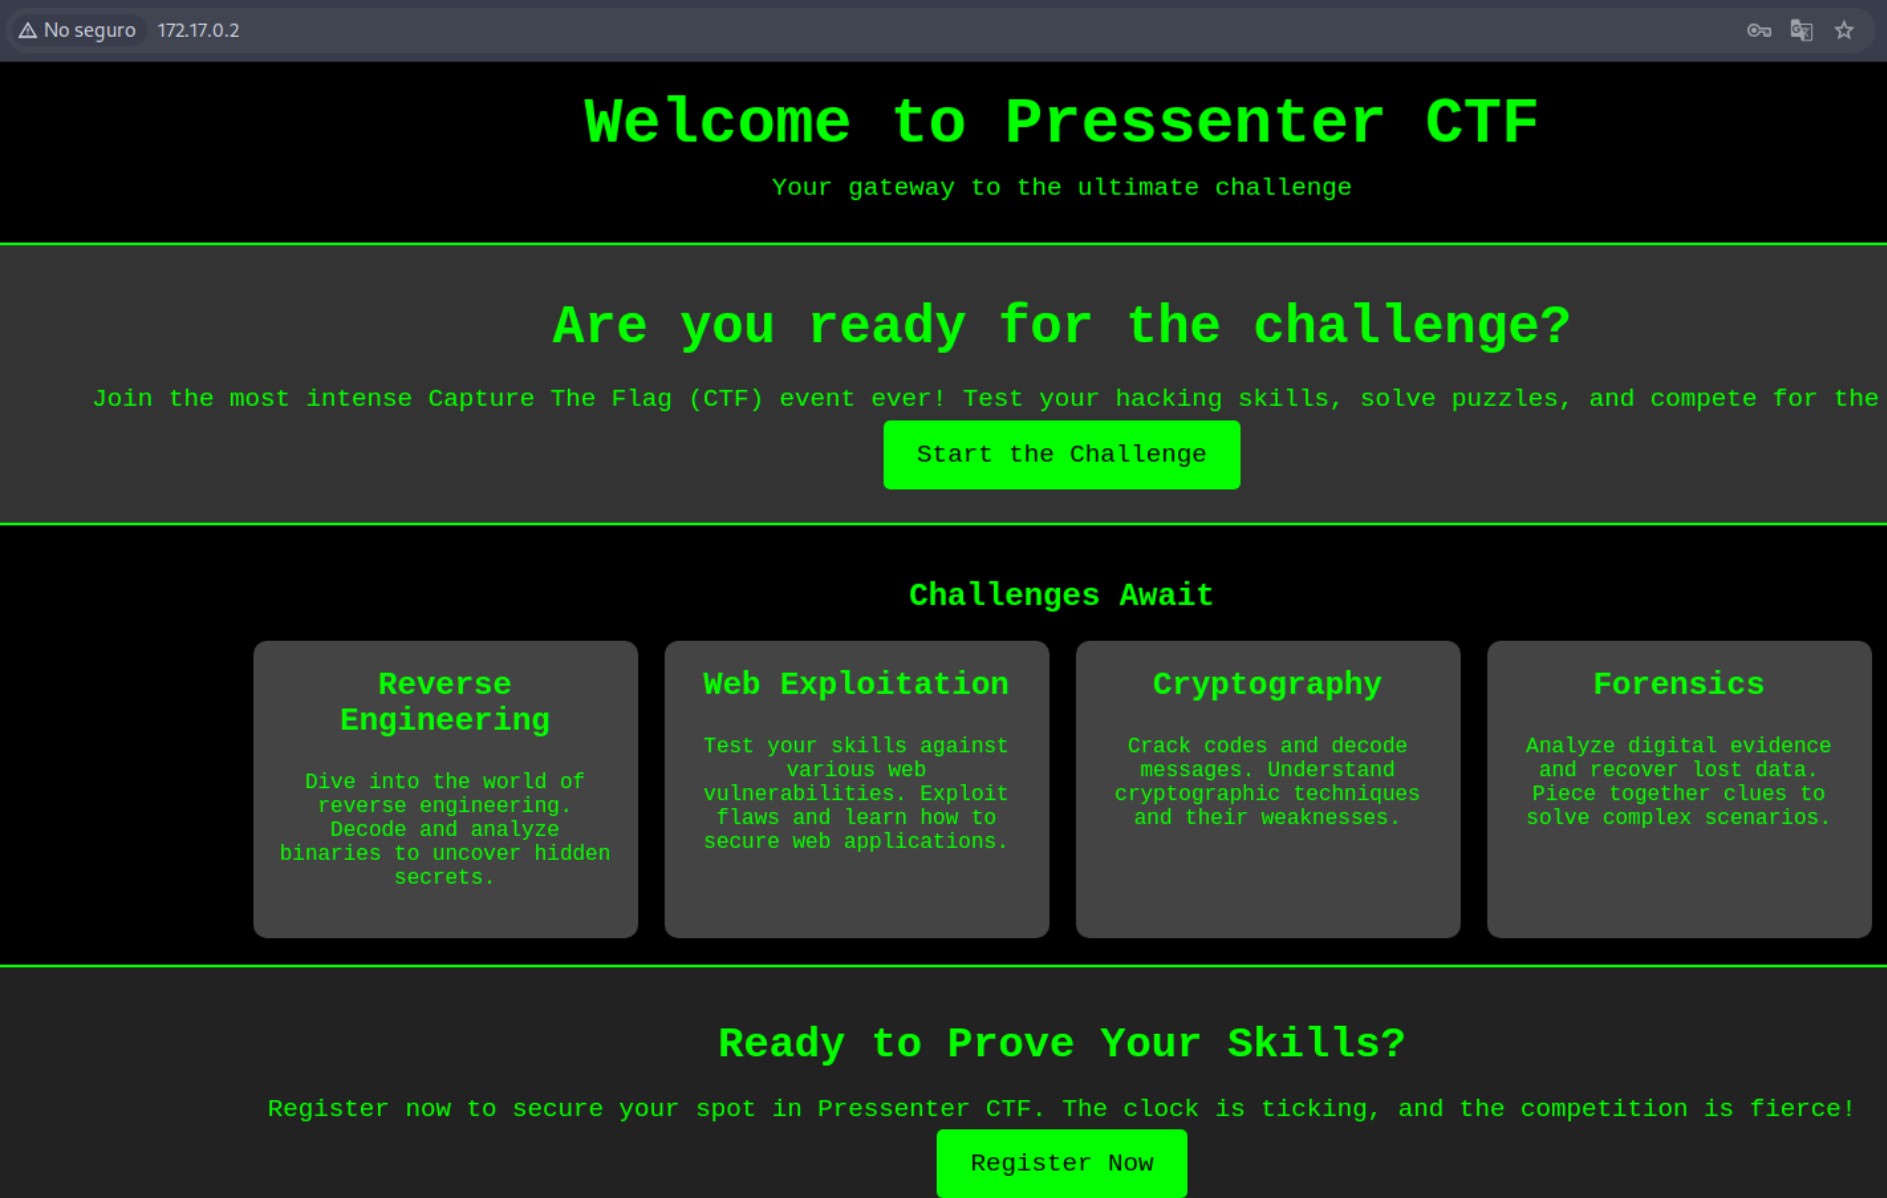 No seguro 172.17.0.2
Welcome to Pressenter CTF
Your gateway to the ultimate challenge
Are you ready for the challenge?
Join the most intense Capture The Flag (CTF) event ever! Test your hacking skills, solve puzzles, and compete for the
Start the Challenge
Challenges Await
Reverse
Engineering
Dive into the world of
reverse engineering.
Decode and analyze
binaries to uncover hidden
secrets.
Web Exploitation
Test your skills against
various web
vulnerabilities. Exploit
flaws and learn how to
secure web applications.
Cryptography
Crack codes and decode
messages. Understand
cryptographic techniques
and their weaknesses.
Forensics
Analyze digital evidence
and recover lost data.
Piece together clues to
solve complex scenarios.
Ready to Prove Your Skills?
Register now to secure your spot in Pressenter CTF. The clock is ticking, and the competition is fierce!
Register Now